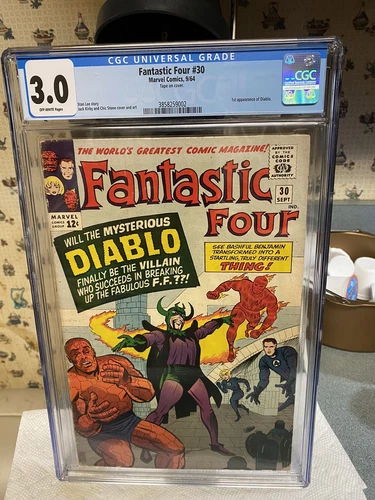 CGC UNIVERSAL GRADE
3.0
OFF-WHITE Pages
Fantastic Four #30
Marvel Comics, 9/64
Tape on cover.
Stan Lee story
Jack Kirby and Chic Stone cover and art
3858259002
1st appearance of Diablo.
CGC
THE WORLD'S GREATEST COMIC MAGAZINE!
APPROVED
BY THE
COMICS
CODE
AUTHORITY
Fantastic
Four
30
SEPT
IND.
MARVEL
COMICS
GROUP
12¢
WILL THE MYSTERIOUS
DIABLO
FINALLY BE THE VILLAIN
WHO SUCCEEDS IN BREAKING
UP THE FABULOUS F.F.??!
SEE BASHFUL BENJAMIN
TRANSFORMED INTO A
STARTLING, TRULY DIFFERENT
THING!